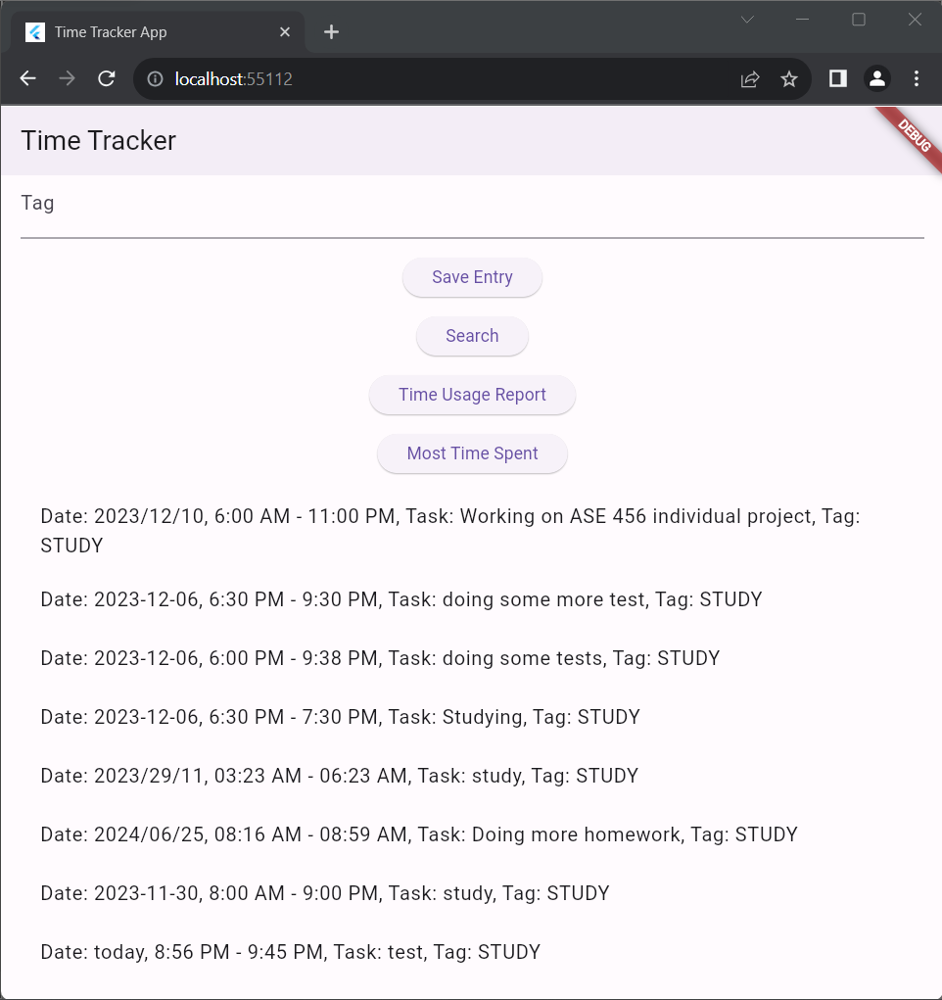 Time Tracker App
localhost:55112
Time Tracker
DEBUG
Tag
Save Entry
Search
Time Usage Report
Most Time Spent
Date: 2023/12/10, 6:00 AM - 11:00 PM, Task: Working on ASE 456 individual project, Tag:
STUDY
Date: 2023-12-06, 6:30 PM - 9:30 PM, Task: doing some more test, Tag: STUDY
Date: 2023-12-06, 6:00 PM - 9:38 PM, Task: doing some tests, Tag: STUDY
Date: 2023-12-06, 6:30 PM - 7:30 PM, Task: Studying, Tag: STUDY
Date: 2023/29/11, 03:23 AM - 06:23 AM, Task: study, Tag: STUDY
Date: 2024/06/25, 08:16 AM - 08:59 AM, Task: Doing more homework, Tag: STUDY
Date: 2023-11-30, 8:00 AM - 9:00 PM, Task: study, Tag: STUDY
Date: today, 8:56 PM - 9:45 PM, Task: test, Tag: STUDY